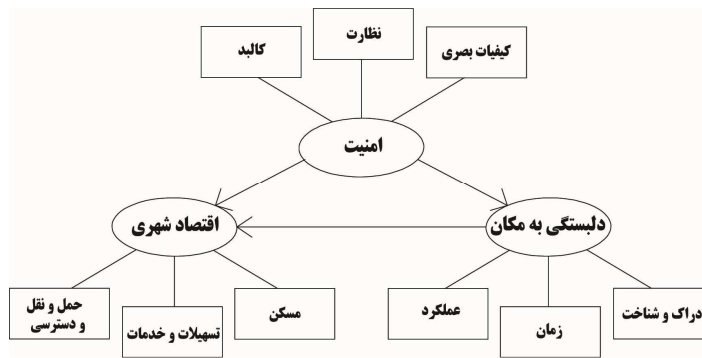 نظارت
کیفیات بصری
کالبد
امنیت
دلبستگی به مکان
اقتصاد شهری
دراک و شناخت
زمان
عملکرد
مسکن
تسهیلات و خدمات
حمل و نقل
و دسترسی